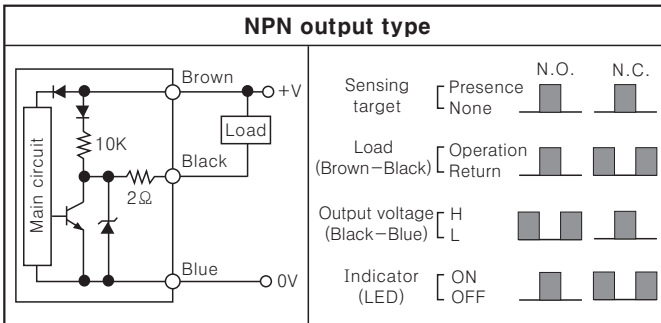 NPN output type
Brown
+V
Load
10K
Black
2Ω
Main circuit
Blue
0V
N.O. N.C.
Sensing target Presence None
Load (Brown−Black) Operation Return
Output voltage (Black−Blue) H L
Indicator (LED) ON OFF